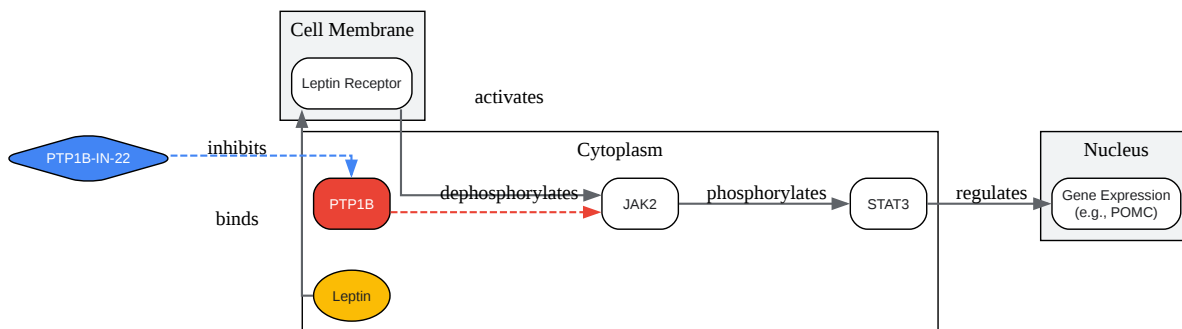 Cell Membrane
Leptin Receptor
activates
PTP1B-IN-22
inhibits
Cytoplasm
Nucleus
binds
PTP1B
dephosphorylates
JAK2
phosphorylates
STAT3
regulates
Gene Expression
(e.g., POMC)
Leptin